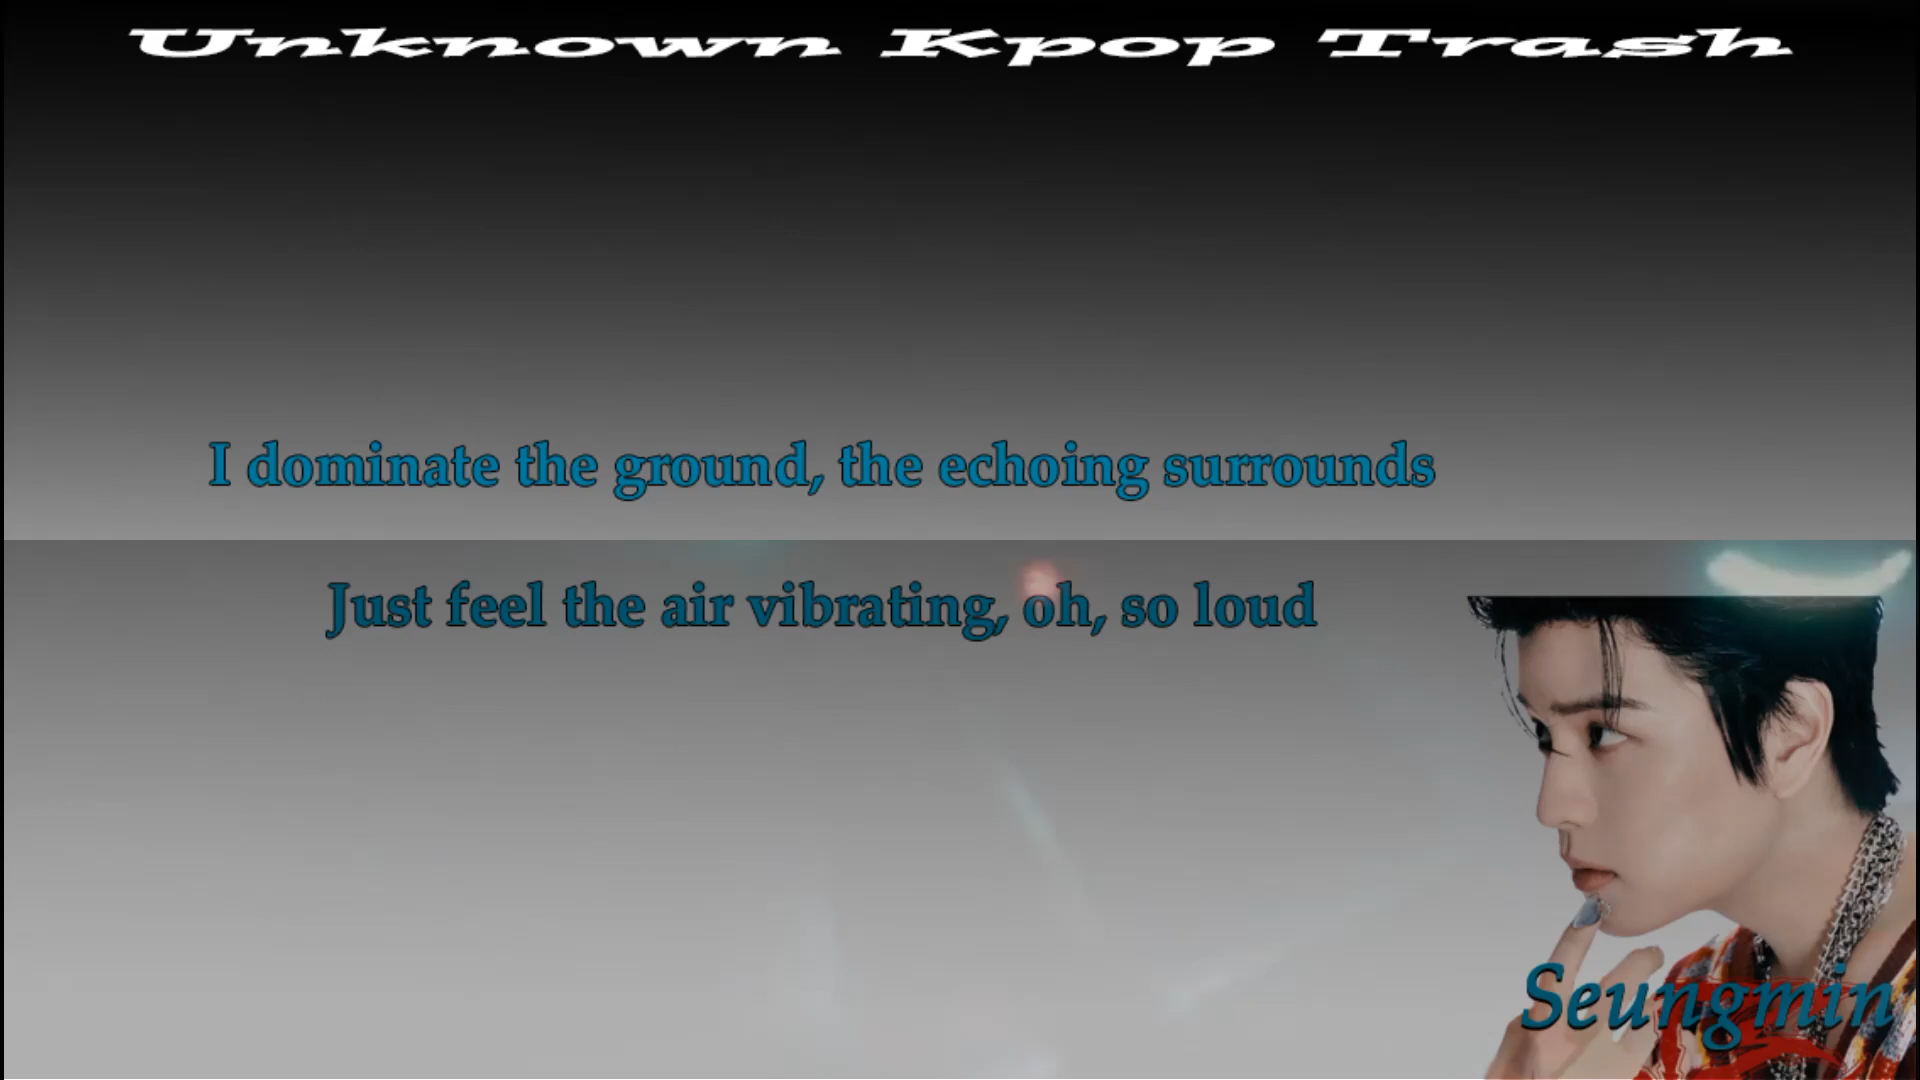 Unknown Kpop Trash
I dominate the ground, the echoing surrounds
Just feel the air vibrating, oh, so loud
Seungmin